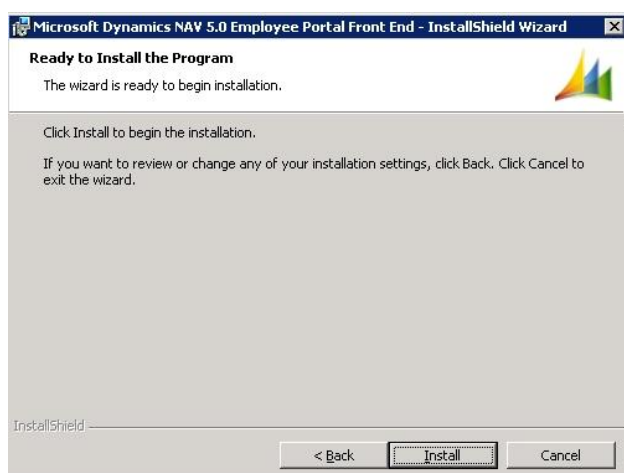 Microsoft Dynamics NAV 5.0 Employee Portal Front End - InstallShield Wizard
Ready to Install the Program
The wizard is ready to begin installation.
Click Install to begin the installation.
If you want to review or change any of your installation settings, click Back. Click Cancel to
exit the wizard.
InstallShield
< Back Install Cancel